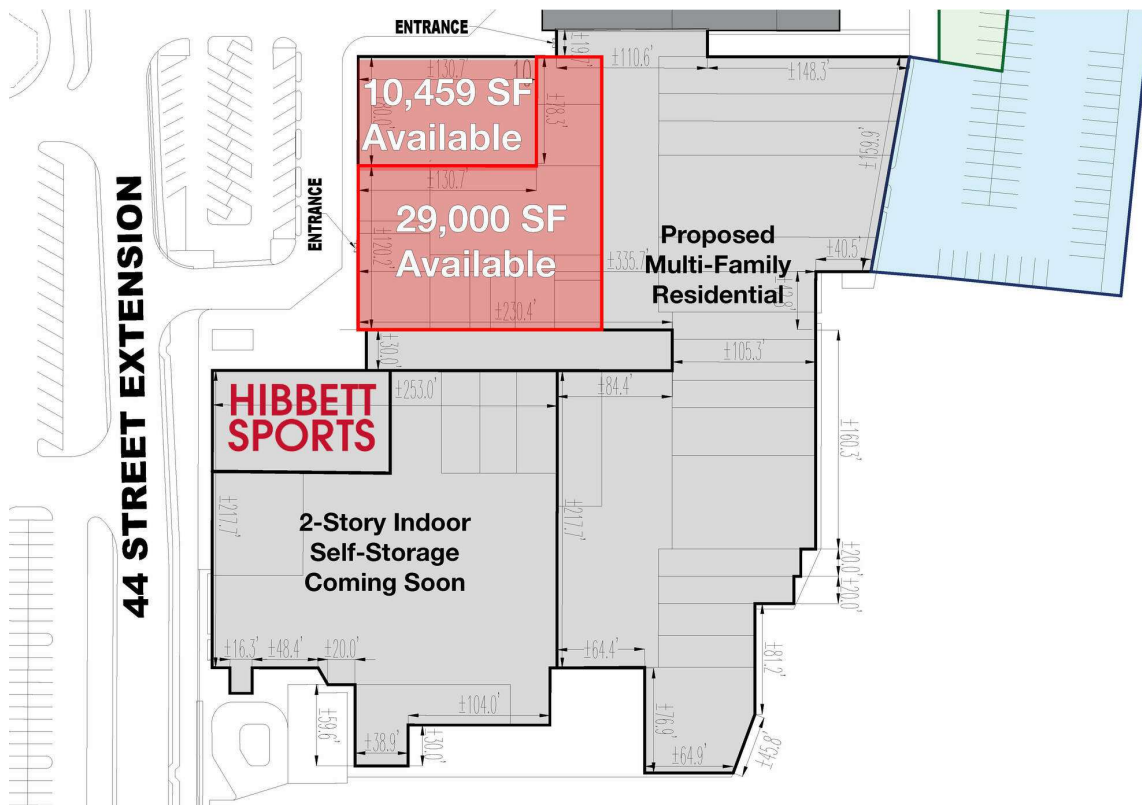 ENTRANCE
±19.7'
±130.7'
±110.6'
±148.3'
10,459 SF
Available
±78.3'
±159.9'
±130.7'
ENTRANCE
29,000 SF
Available
±120.2'
Proposed
Multi-Family
Residential
±40.5'
±335.7'
±230.4'
±30.0'
±105.3'
44 STREET EXTENSION
±253.0'
±84.4'
HIBBETT
SPORTS
±160.3'
±217.7'
±217.7'
2-Story Indoor
Self-Storage
Coming Soon
±20.0'
±20.0'
±16.3'
±48.4'
±20.0'
±64.4'
±81.2'
±59.6'
±104.0'
±38.9'
±30.0'
±76.9'
±64.9'
±45.8'